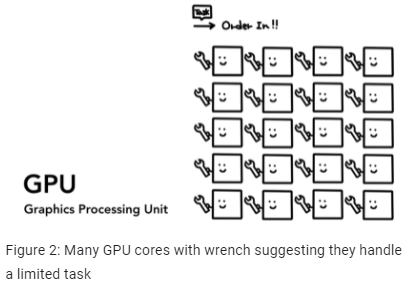 Task
Order In!!
GPU
Graphics Processing Unit
Figure 2: Many GPU cores with wrench suggesting they handle
a limited task